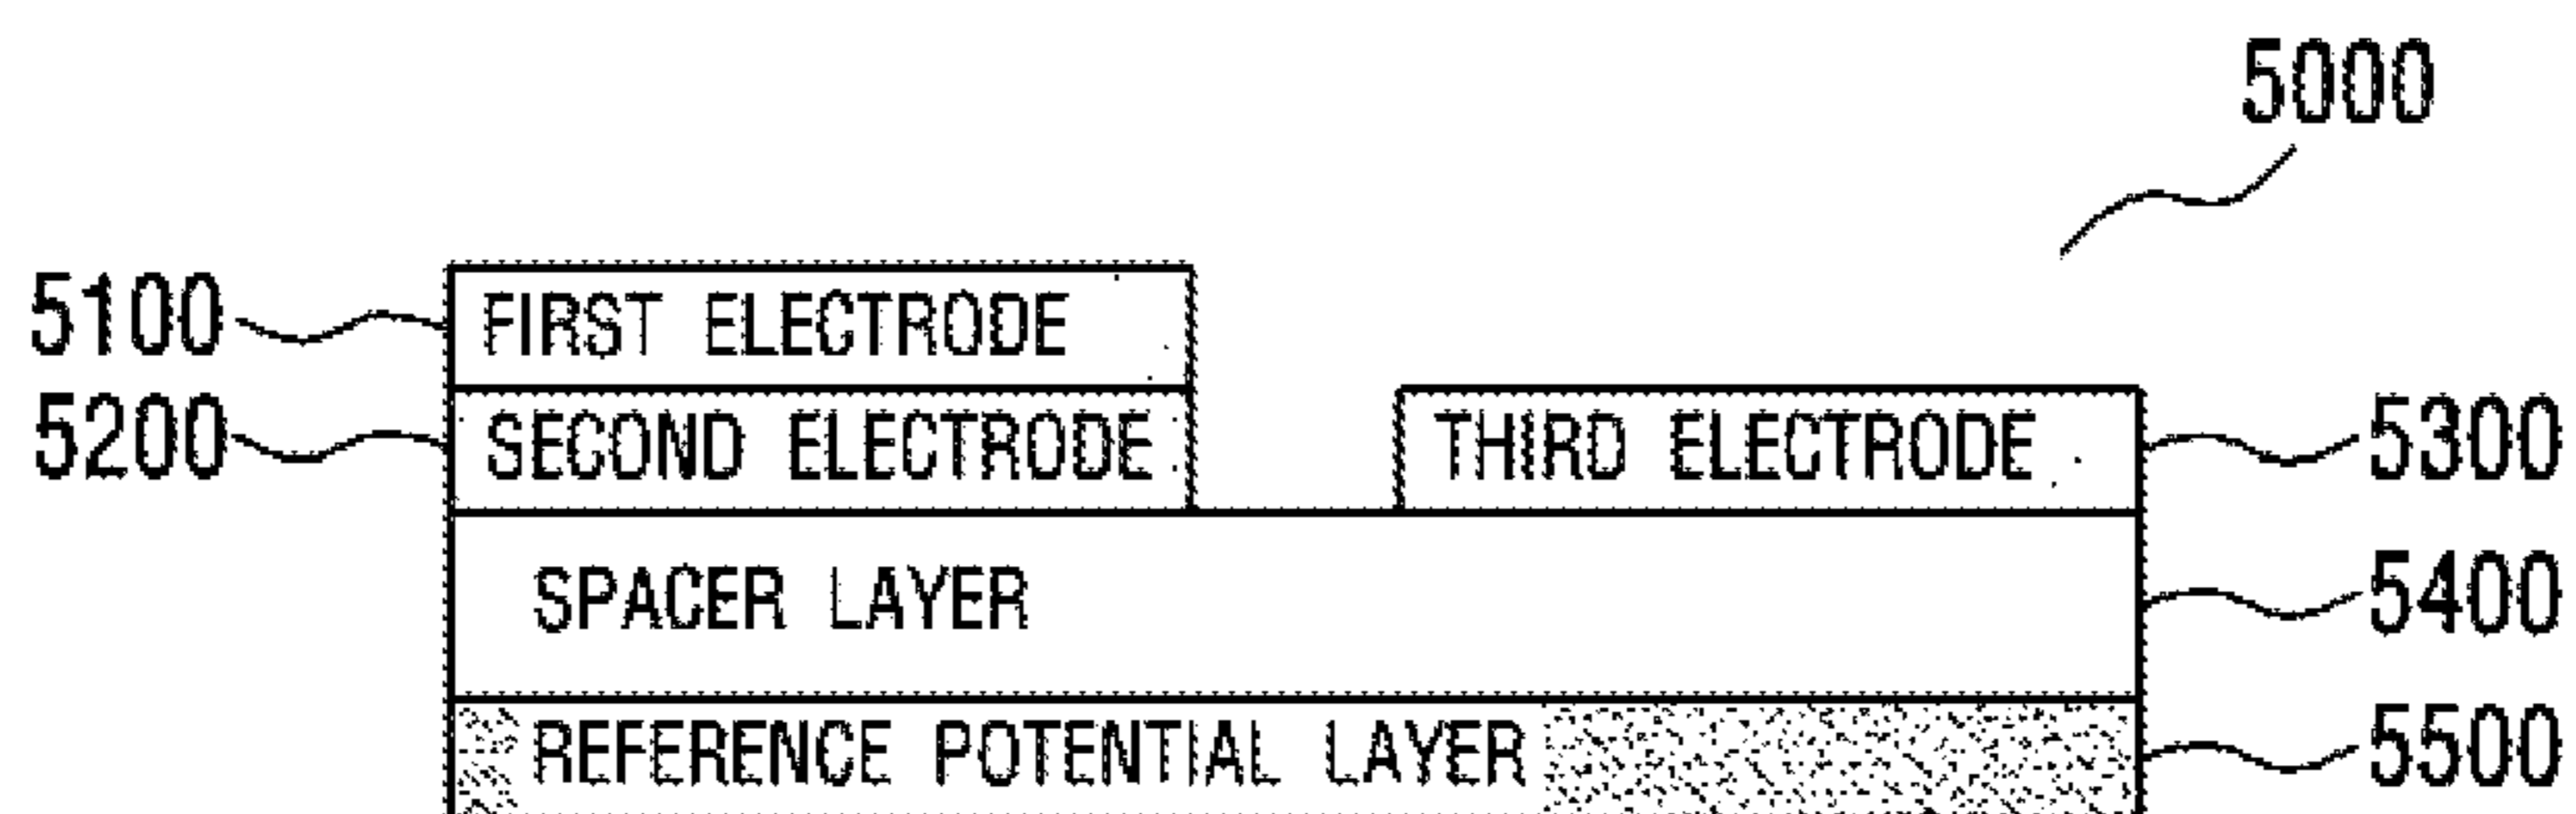 5000
5100 FIRST ELECTRODE
5200 SECOND ELECTRODE THIRD ELECTRODE 5300
SPACER LAYER 5400
REFERENCE POTENTIAL LAYER 5500